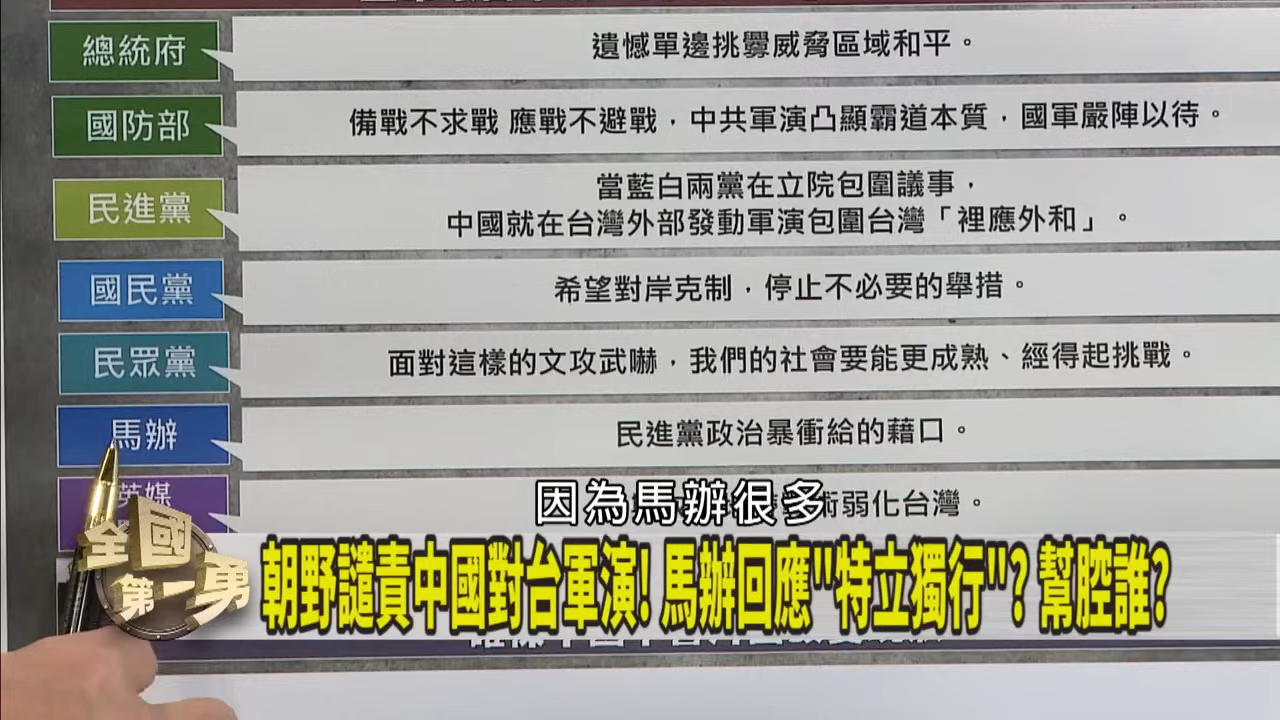 總統府
遺憾單邊挑釁威脅區域和平。
國防部
備戰不求戰 應戰不避戰，中共軍演凸顯霸道本質，國軍嚴陣以待。
民進黨
當藍白兩黨在立院包圍議事，
中國就在台灣外部發動軍演包圍台灣「裡應外和」。
國民黨
希望對岸克制，停止不必要的舉措。
民眾黨
面對這樣的文攻武嚇，我們的社會要能更成熟、經得起挑戰。
馬辦
民進黨政治暴衝給的藉口。
英媒
術弱化台灣。
因為馬辦很多
全國第一勇
朝野譴責中國對台軍演! 馬辦回應"特立獨行"? 幫腔誰?